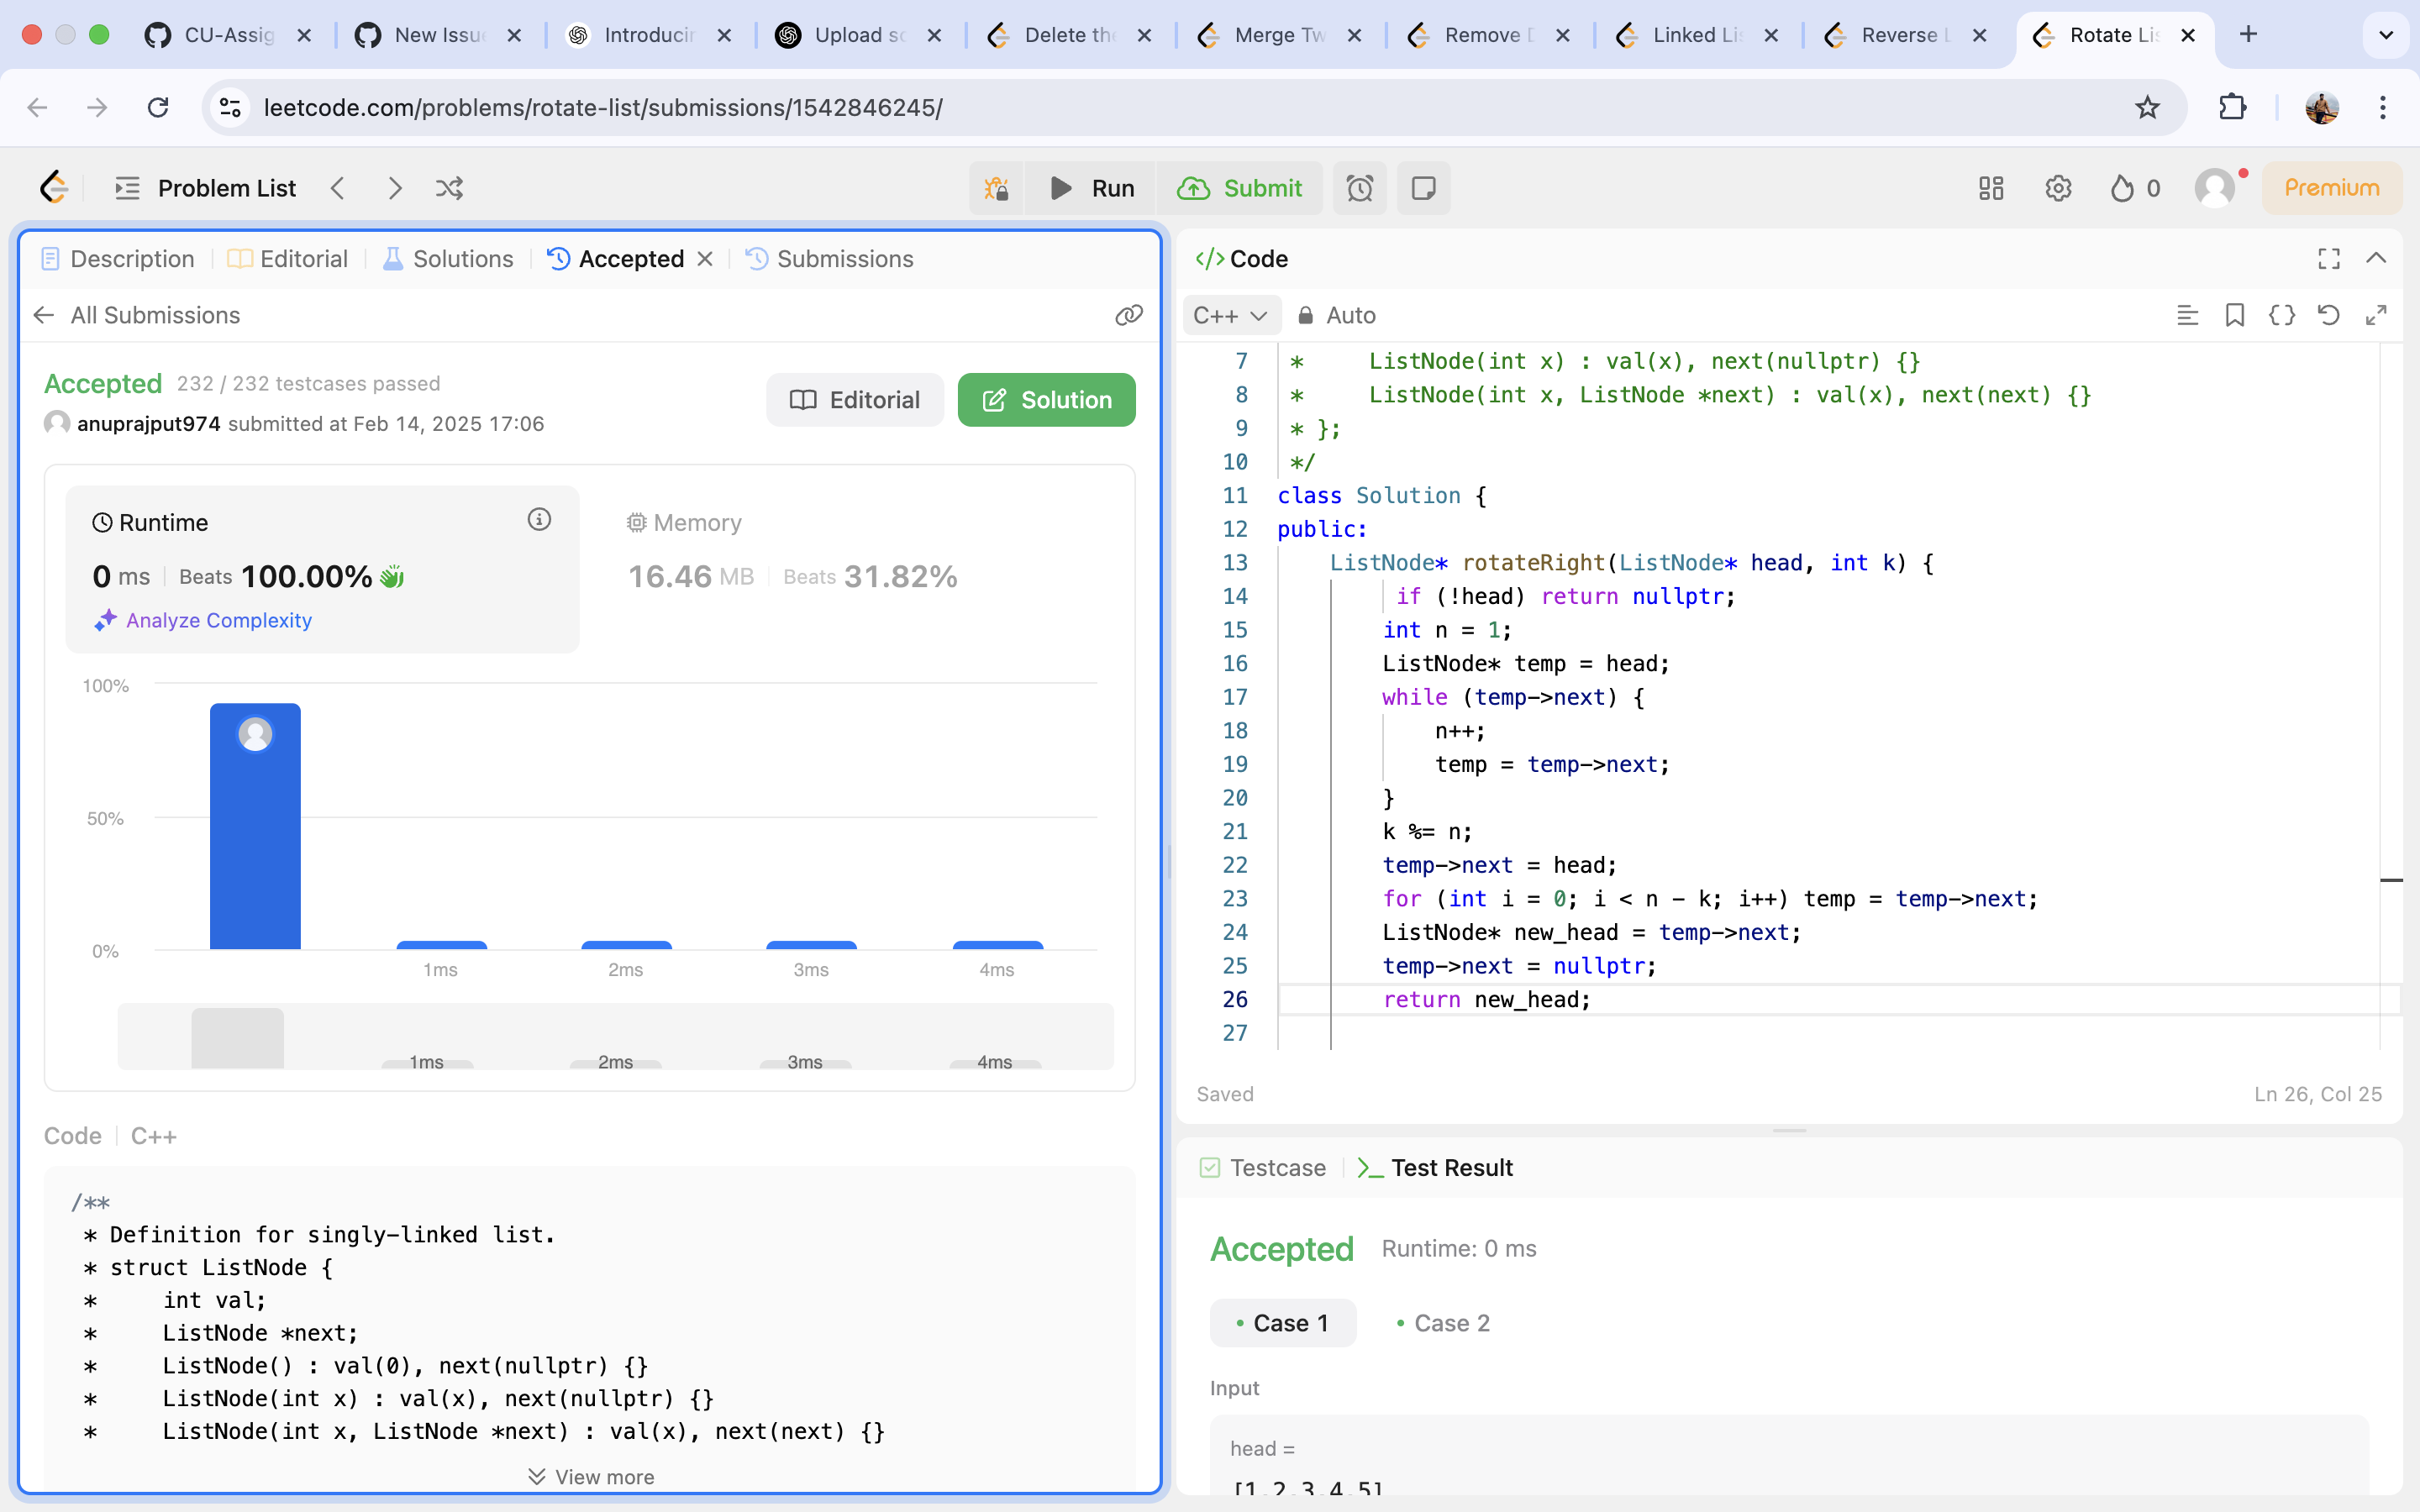 CU-Assig
New Issu
Introducin
Upload sc
Delete the
Merge Tw
Remove D
Linked Lis
Reverse L
Rotate Lis
leetcode.com/problems/rotate-list/submissions/1542846245/
Problem List
Run
Submit
0
Premium
Description
Editorial
Solutions
Accepted
Submissions
All Submissions
Accepted 232 / 232 testcases passed
anuprajput974 submitted at Feb 14, 2025 17:06
Editorial
Solution
Runtime
0 ms Beats 100.00%
Analyze Complexity
Memory
16.46 MB Beats 31.82%
100%
50%
0%
1ms 2ms 3ms 4ms
1ms 2ms 3ms 4ms
Code C++
/**
 * Definition for singly-linked list.
 * struct ListNode {
 *     int val;
 *     ListNode *next;
 *     ListNode() : val(0), next(nullptr) {}
 *     ListNode(int x) : val(x), next(nullptr) {}
 *     ListNode(int x, ListNode *next) : val(x), next(next) {}
View more
</> Code
C++ Auto
7 *     ListNode(int x) : val(x), next(nullptr) {}
8 *     ListNode(int x, ListNode *next) : val(x), next(next) {}
9 * };
10 */
11 class Solution {
12 public:
13     ListNode* rotateRight(ListNode* head, int k) {
14          if (!head) return nullptr;
15         int n = 1;
16         ListNode* temp = head;
17         while (temp->next) {
18             n++;
19             temp = temp->next;
20         }
21         k %= n;
22         temp->next = head;
23         for (int i = 0; i < n - k; i++) temp = temp->next;
24         ListNode* new_head = temp->next;
25         temp->next = nullptr;
26         return new_head;
27
Saved
Ln 26, Col 25
Testcase
>_ Test Result
Accepted Runtime: 0 ms
• Case 1
• Case 2
Input
head =
[1,2,3,4,5]